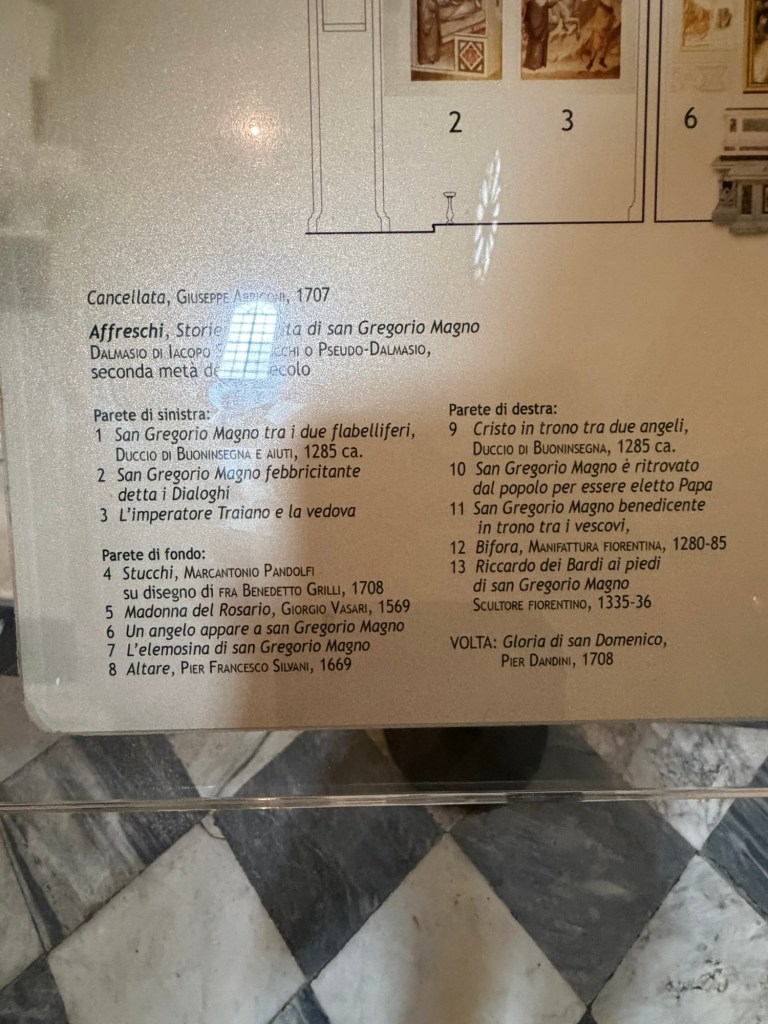 2
3
6
Cancellata, GIUSEPPE 1707
Affreschi, Storie di san Gregorio Magno
DALMASIO DI IACOPO O PSEUDO-DALMASIO,
seconda metà
Parete di sinistra:
1 San Gregorio Magno tra i due flabelliferi,
DUCCIO DI BUONINSEGNA E AIUTI, 1285 ca.
2 San Gregorio Magno febbricitante
detta i Dialoghi
3 L'imperatore Traiano e la vedova
Parete di fondo:
4 Stucchi, MARCANTONIO PANDOLFI
su disegno di FRA BENEDETTO GRILLI, 1708
5 Madonna del Rosario, GIORGIO VASARI, 1569
6 Un angelo appare a san Gregorio Magno
7 L'elemosina di san Gregorio Magno
8 Altare, PIER FRANCESCO SILVANI, 1669
Parete di destra:
9 Cristo in trono tra due angeli,
DUCCIO DI BUONINSEGNA, 1285 ca.
10 San Gregorio Magno è ritrovato
dal popolo per essere eletto Papa
11 San Gregorio Magno benedicente
in trono tra i vescovi,
12 Bifora, MANIFATTURA FIORENTINA, 1280-85
13 Riccardo dei Bardi ai piedi
di san Gregorio Magno
SCULTORE FIORENTINO, 1335-36
VOLTA: Gloria di san Domenico,
PIER DANDINI, 1708